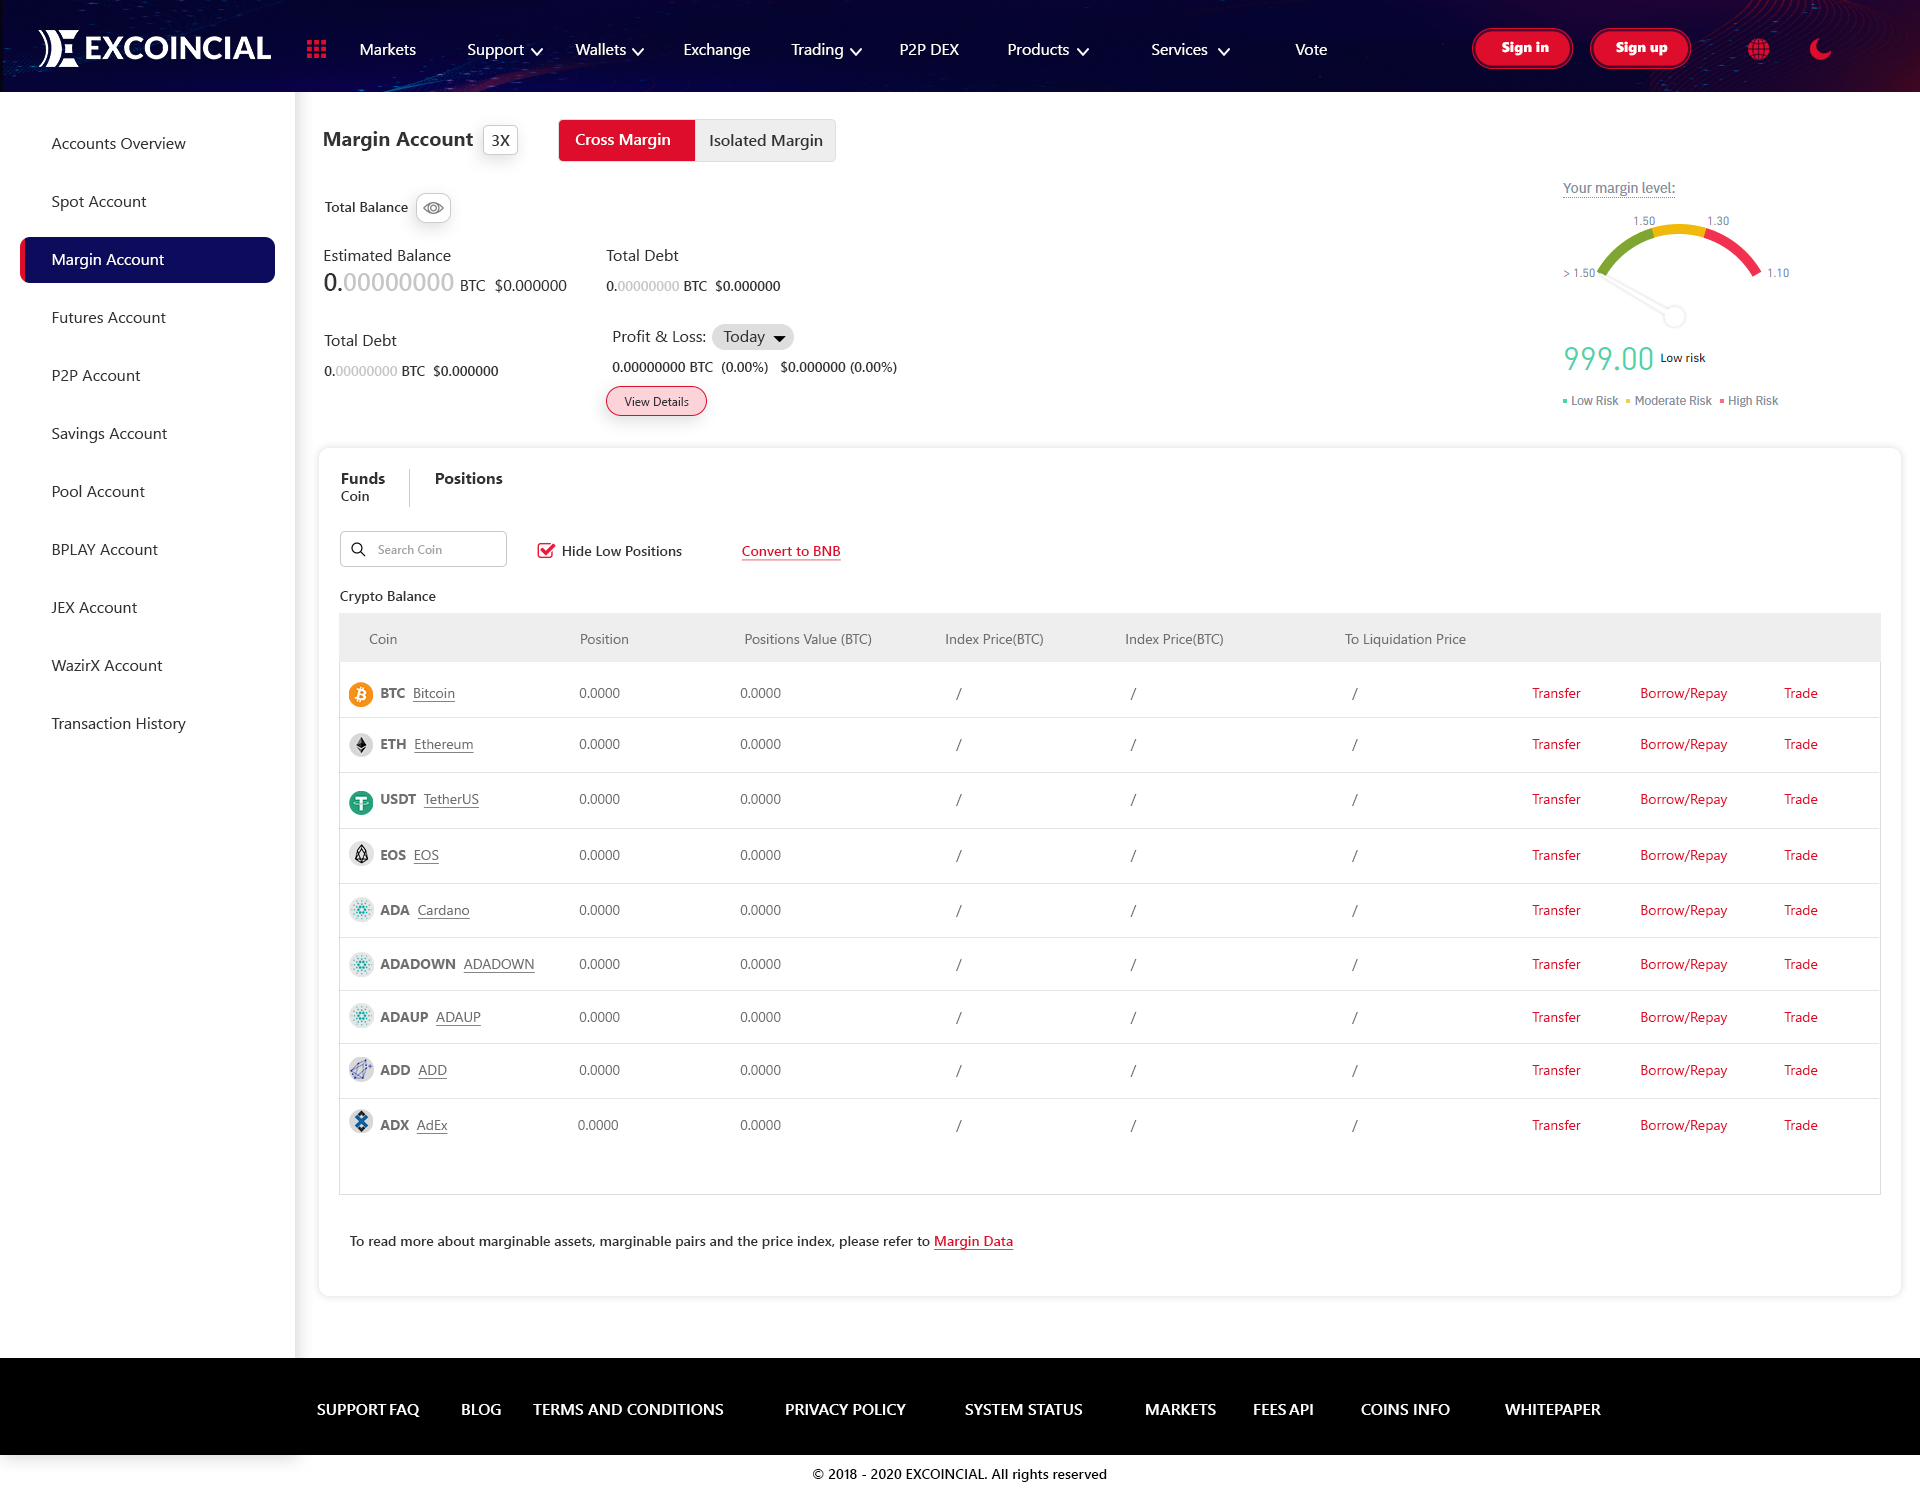 EXCOINCIAL Markets Support Wallets Exchange Trading P2P DEX Products Services Vote Sign in Sign up
Accounts Overview
Spot Account
Margin Account
Futures Account
P2P Account
Savings Account
Pool Account
BPLAY Account
JEX Account
WazirX Account
Transaction History
Margin Account 3X Cross Margin Isolated Margin
Total Balance
Estimated Balance
0.00000000 BTC $0.000000
Total Debt
0.00000000 BTC $0.000000
Total Debt
0.00000000 BTC $0.000000
Profit & Loss: Today
0.00000000 BTC (0.00%) $0.000000 (0.00%)
View Details
Your margin level:
1.50 1.30
> 1.50 1.10
999.00 Low risk
Low Risk Moderate Risk High Risk
Funds Positions
Coin
Search Coin Hide Low Positions Convert to BNB
Crypto Balance
Coin Position Positions Value (BTC) Index Price(BTC) Index Price(BTC) To Liquidation Price
BTC Bitcoin 0.0000 0.0000 / / / Transfer Borrow/Repay Trade
ETH Ethereum 0.0000 0.0000 / / / Transfer Borrow/Repay Trade
USDT TetherUS 0.0000 0.0000 / / / Transfer Borrow/Repay Trade
EOS EOS 0.0000 0.0000 / / / Transfer Borrow/Repay Trade
ADA Cardano 0.0000 0.0000 / / / Transfer Borrow/Repay Trade
ADADOWN ADADOWN 0.0000 0.0000 / / / Transfer Borrow/Repay Trade
ADAUP ADAUP 0.0000 0.0000 / / / Transfer Borrow/Repay Trade
ADD ADD 0.0000 0.0000 / / / Transfer Borrow/Repay Trade
ADX AdEx 0.0000 0.0000 / / / Transfer Borrow/Repay Trade
To read more about marginable assets, marginable pairs and the price index, please refer to Margin Data
SUPPORT FAQ BLOG TERMS AND CONDITIONS PRIVACY POLICY SYSTEM STATUS MARKETS FEES API COINS INFO WHITEPAPER
© 2018 - 2020 EXCOINCIAL. All rights reserved